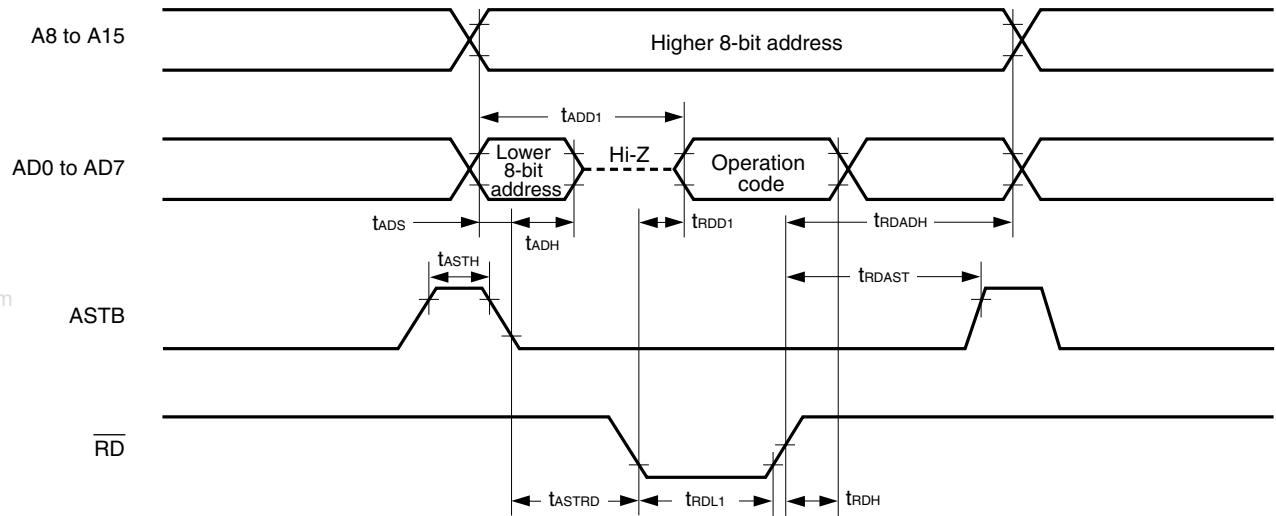 A8 to A15
Higher 8-bit address
tADD1
AD0 to AD7
Lower
8-bit
address
Hi-Z
Operation
code
tADS
tADH
tRDD1
tRDADH
tASTH
tRDAST
m
ASTB
RD
tASTRD
tRDL1
tRDH